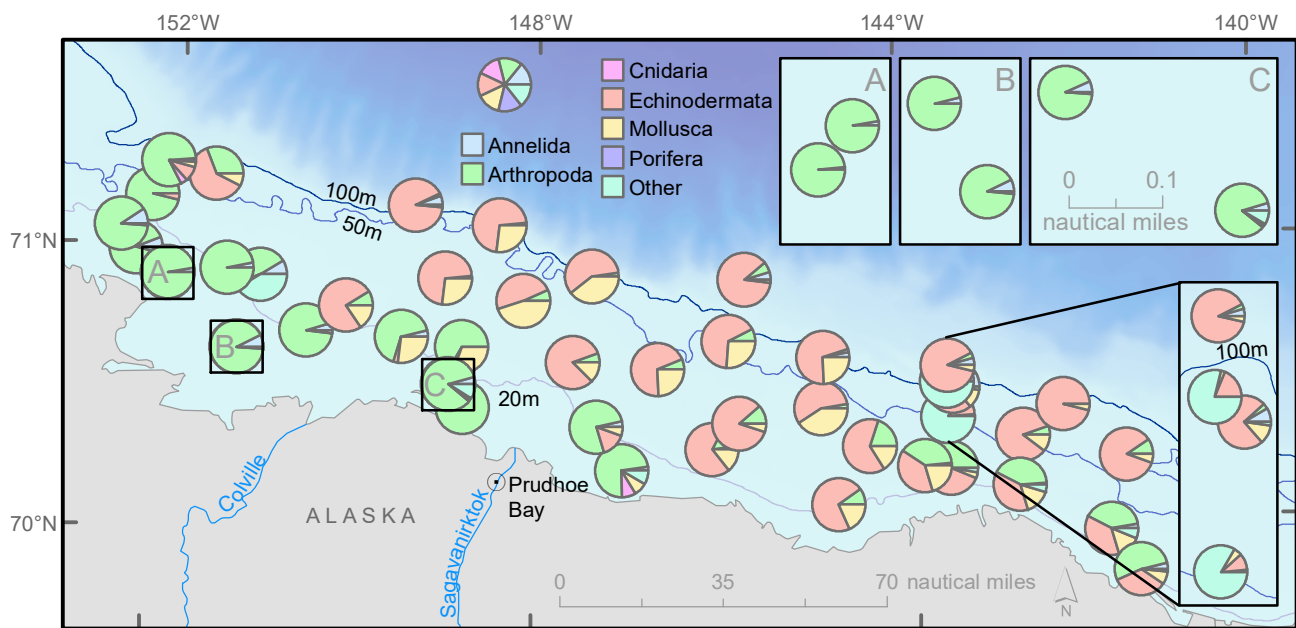 152°W
148°W
144°W
140°W
71°N
70°N
Cnidaria
Echinodermata
Mollusca
Porifera
Other
Annelida
Arthropoda
A
B
C
0
0.1
nautical miles
100m
50m
A
B
C
20m
100m
Colville
ALASKA
Sagavanirktok
Prudhoe
Bay
0
35
70 nautical miles
N